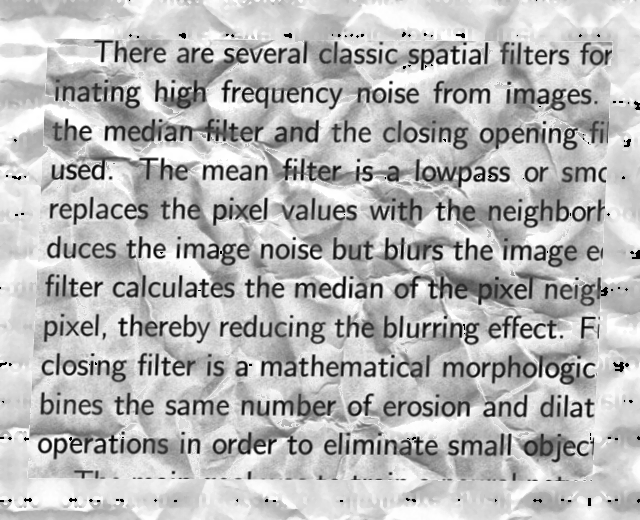 There are several classic spatial filters for
inating high frequency noise from images.
the median filter and the closing opening
used. The mean filter is a lowpass or
replaces the pixel values with the
duces the image noise but blurs the image
filter calculates the median of the pixel
pixel, thereby reducing the blurring effect.
closing filter is a mathematical morphologic
bines the same number of erosion and dilat
operations in order to eliminate small